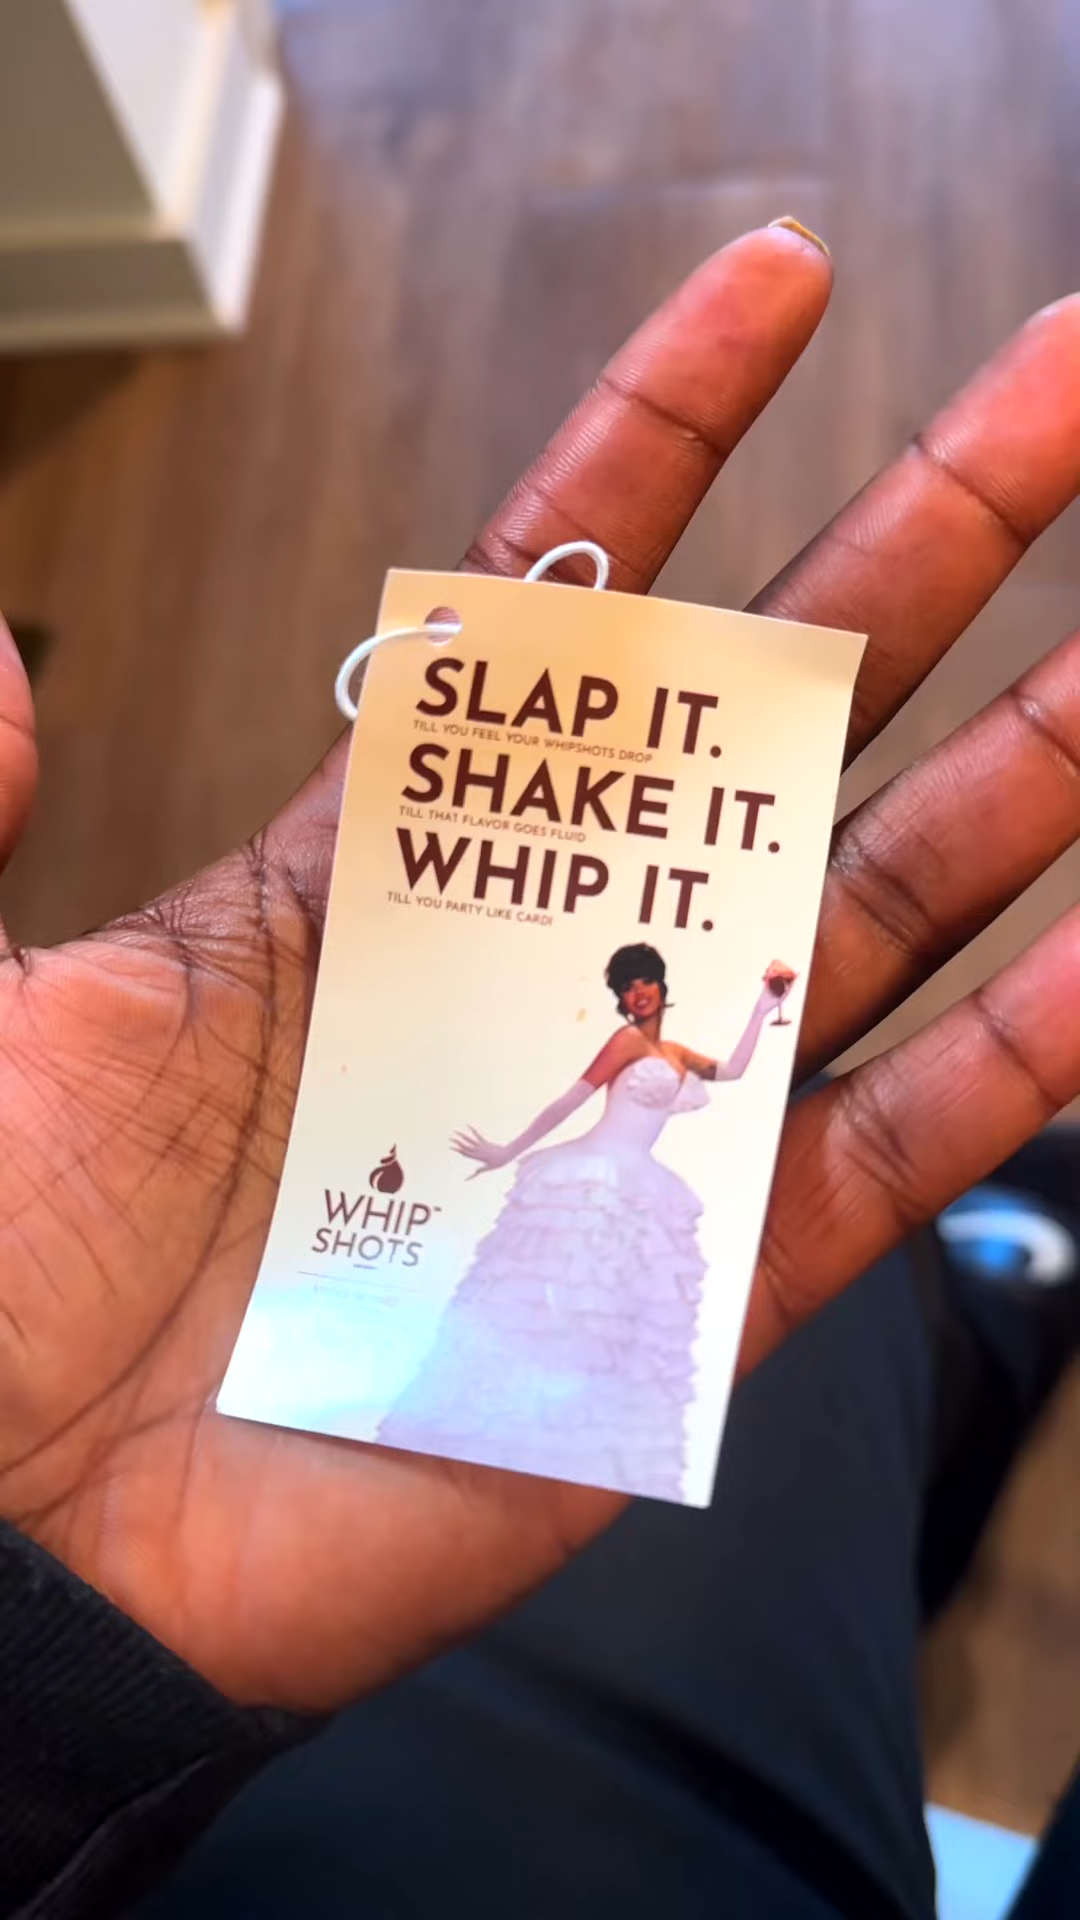 SLAP IT.
TILL YOU FEEL YOUR WHIPSHOTS DROP
SHAKE IT.
TILL THAT FLAVOR GOES FLUID
WHIP IT.
TILL YOU PARTY LIKE CARDI
WHIP™
SHOTS